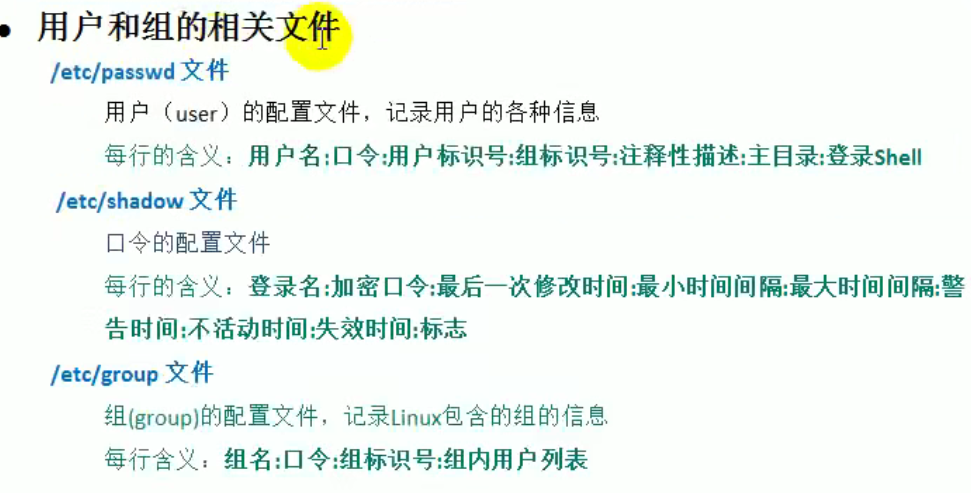 • 用户和组的相关文件
/etc/passwd 文件
用户（user）的配置文件，记录用户的各种信息
每行的含义：用户名:口令:用户标识号:组标识号:注释性描述:主目录:登录Shell
/etc/shadow 文件
口令的配置文件
每行的含义：登录名:加密口令:最后一次修改时间:最小时间间隔:最大时间间隔:警
告时间:不活动时间:失效时间:标志
/etc/group 文件
组(group)的配置文件，记录Linux包含的组的信息
每行含义：组名:口令:组标识号:组内用户列表